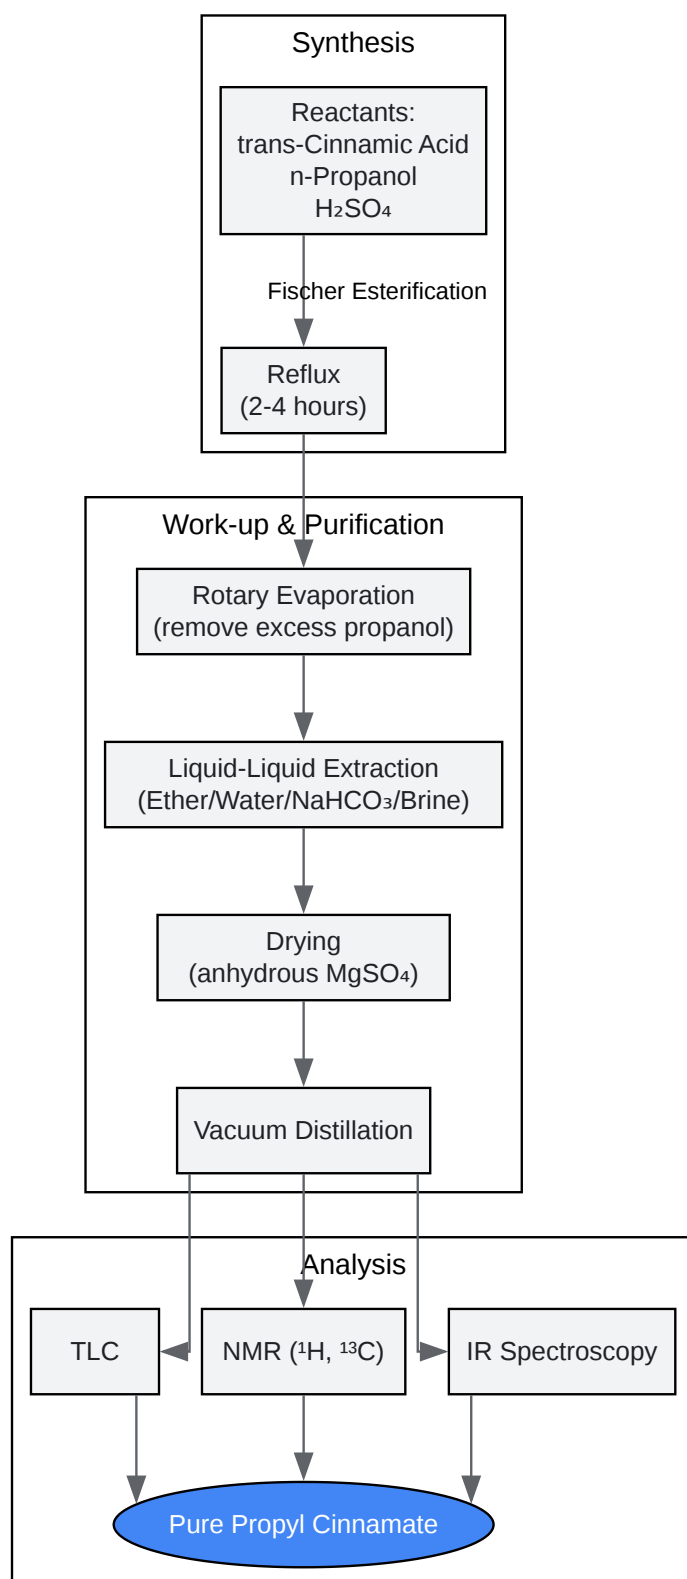 Synthesis
Reactants:
trans-Cinnamic Acid
n-Propanol
H₂SO₄
Fischer Esterification
Reflux
(2-4 hours)
Work-up & Purification
Rotary Evaporation
(remove excess propanol)
Liquid-Liquid Extraction
(Ether/Water/NaHCO₃/Brine)
Drying
(anhydrous MgSO₄)
Vacuum Distillation
Analysis
TLC
NMR (¹H, ¹³C)
IR Spectroscopy
Pure Propyl Cinnamate